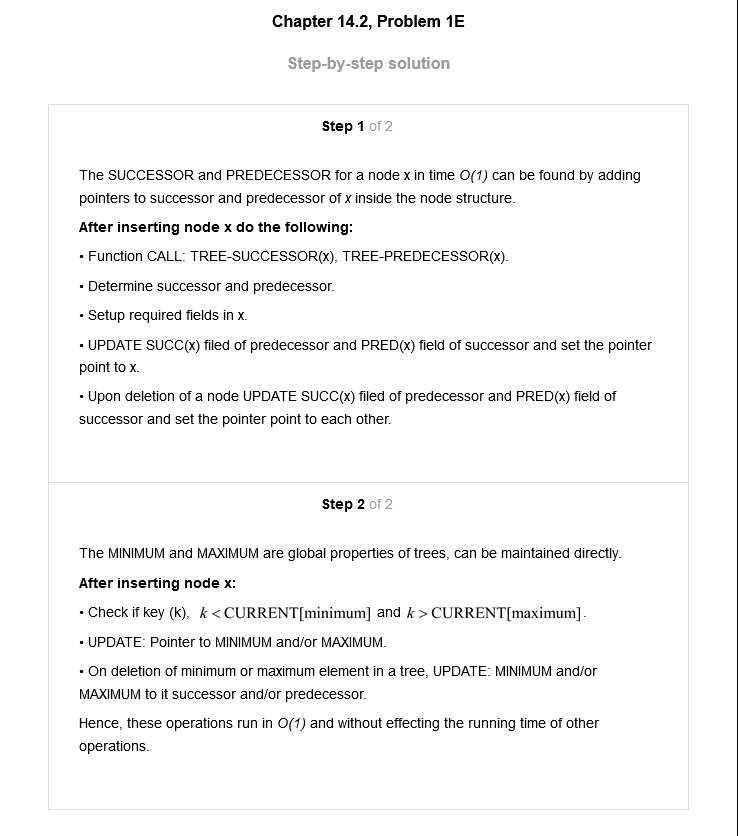 Chapter 14.2, Problem 1E
Step-by-step solution
Step 1 of 2
The SUCCESSOR and PREDECESSOR for a node x in time O(1) can be found by adding
pointers to successor and predecessor of x inside the node structure.
After inserting node x do the following:
• Function CALL: TREE-SUCCESSOR(x), TREE-PREDECESSOR(x).
• Determine successor and predecessor.
• Setup required fields in x.
• UPDATE SUCC(x) filed of predecessor and PRED(x) field of successor and set the pointer
point to x.
• Upon deletion of a node UPDATE SUCC(x) filed of predecessor and PRED(x) field of
successor and set the pointer point to each other.
Step 2 of 2
The MINIMUM and MAXIMUM are global properties of trees, can be maintained directly.
After inserting node x:
• Check if key (k), k < CURRENT[minimum] and k > CURRENT[maximum].
• UPDATE: Pointer to MINIMUM and/or MAXIMUM.
• On deletion of minimum or maximum element in a tree, UPDATE: MINIMUM and/or
MAXIMUM to it successor and/or predecessor.
Hence, these operations run in O(1) and without effecting the running time of other
operations.